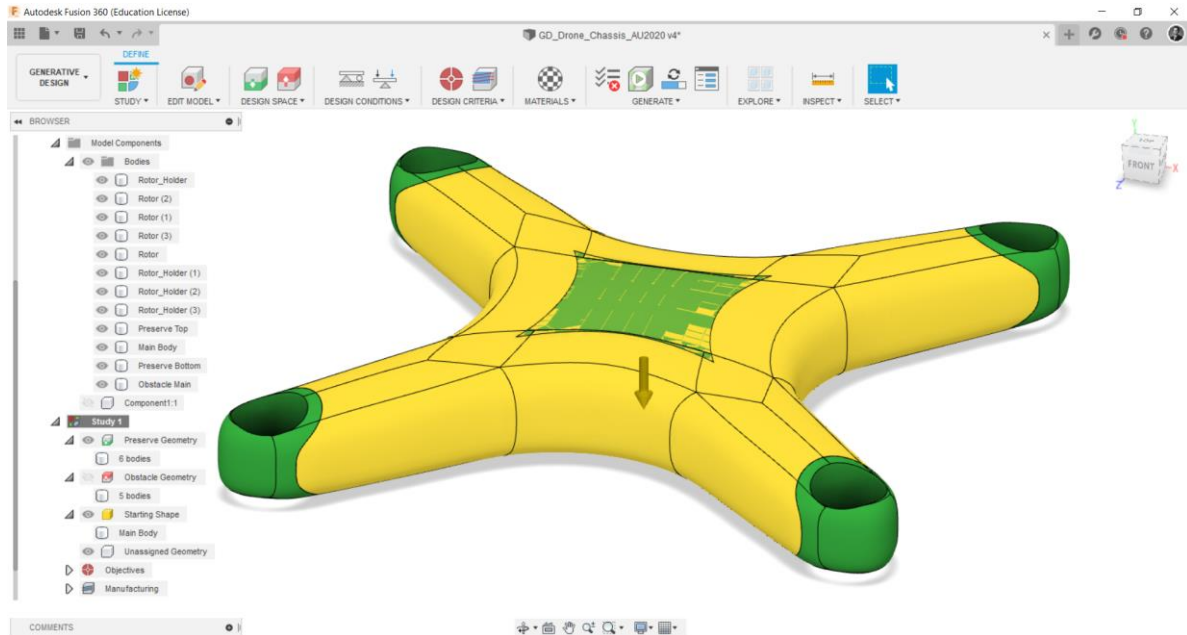 Autodesk Fusion 360 (Education License)
GD_Drone_Chassis_AU2020 v4*
DEFINE
GENERATIVE DESIGN
STUDY
EDIT MODEL
DESIGN SPACE
DESIGN CONDITIONS
DESIGN CRITERIA
MATERIALS
GENERATE
EXPLORE
INSPECT
SELECT
BROWSER
Model Components
Bodies
Rotor_Holder
Rotor (2)
Rotor (1)
Rotor (3)
Rotor
Rotor_Holder (1)
Rotor_Holder (2)
Rotor_Holder (3)
Preserve Top
Main Body
Preserve Bottom
Obstacle Main
Component1:1
Study 1
Preserve Geometry
6 bodies
Obstacle Geometry
5 bodies
Starting Shape
Main Body
Unassigned Geometry
Objectives
Manufacturing
COMMENTS
Y
FRONT
X
Z